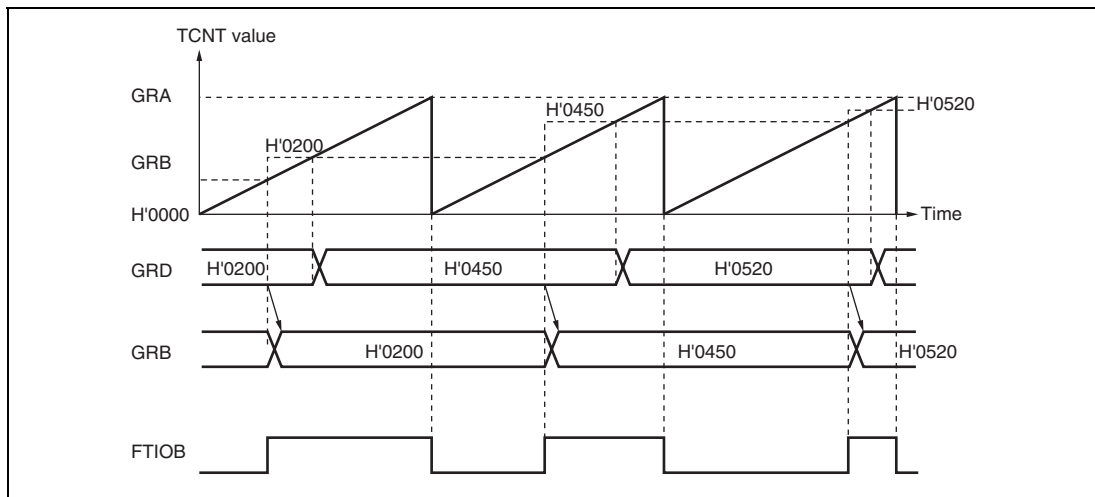 TCNT value
GRA
H'0520
H'0450
H'0200
GRB
H'0000
Time
GRD
H'0200
H'0450
H'0520
GRB
H'0200
H'0450
H'0520
FTIOB